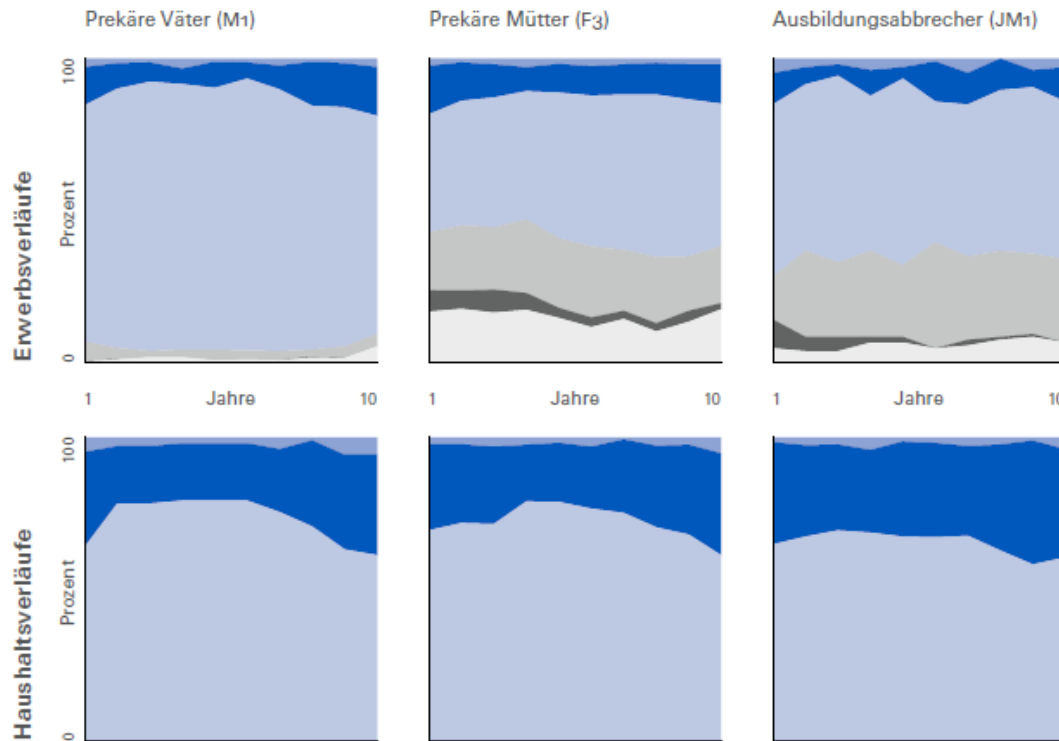 Prekäre Väter (M1)
Prekäre Mütter (F3)
Ausbildungsabbrecher (JM1)
Erwerbsverläufe
Prozent
100
0
1 Jahre 10
1 Jahre 10
1 Jahre 10
Haushaltsverläufe
Prozent
100
0